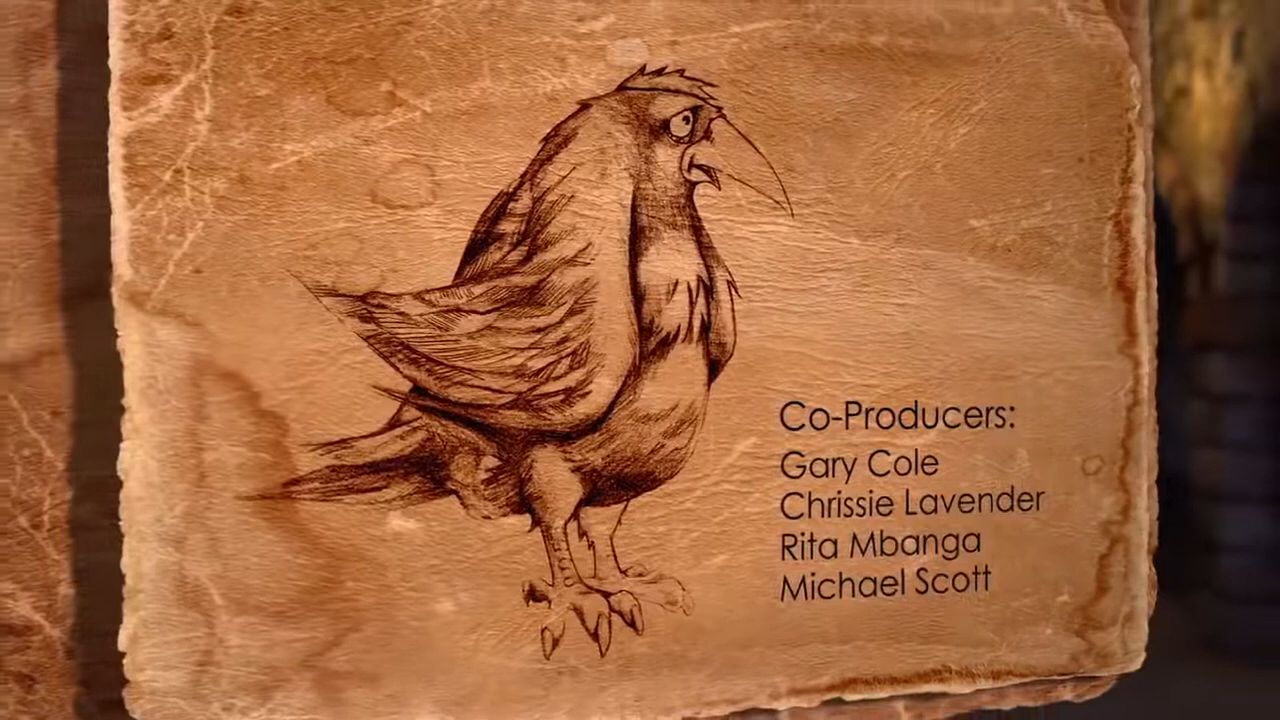 Co-Producers:
Gary Cole
Chrissie Lavender
Rita Mbanga
Michael Scott